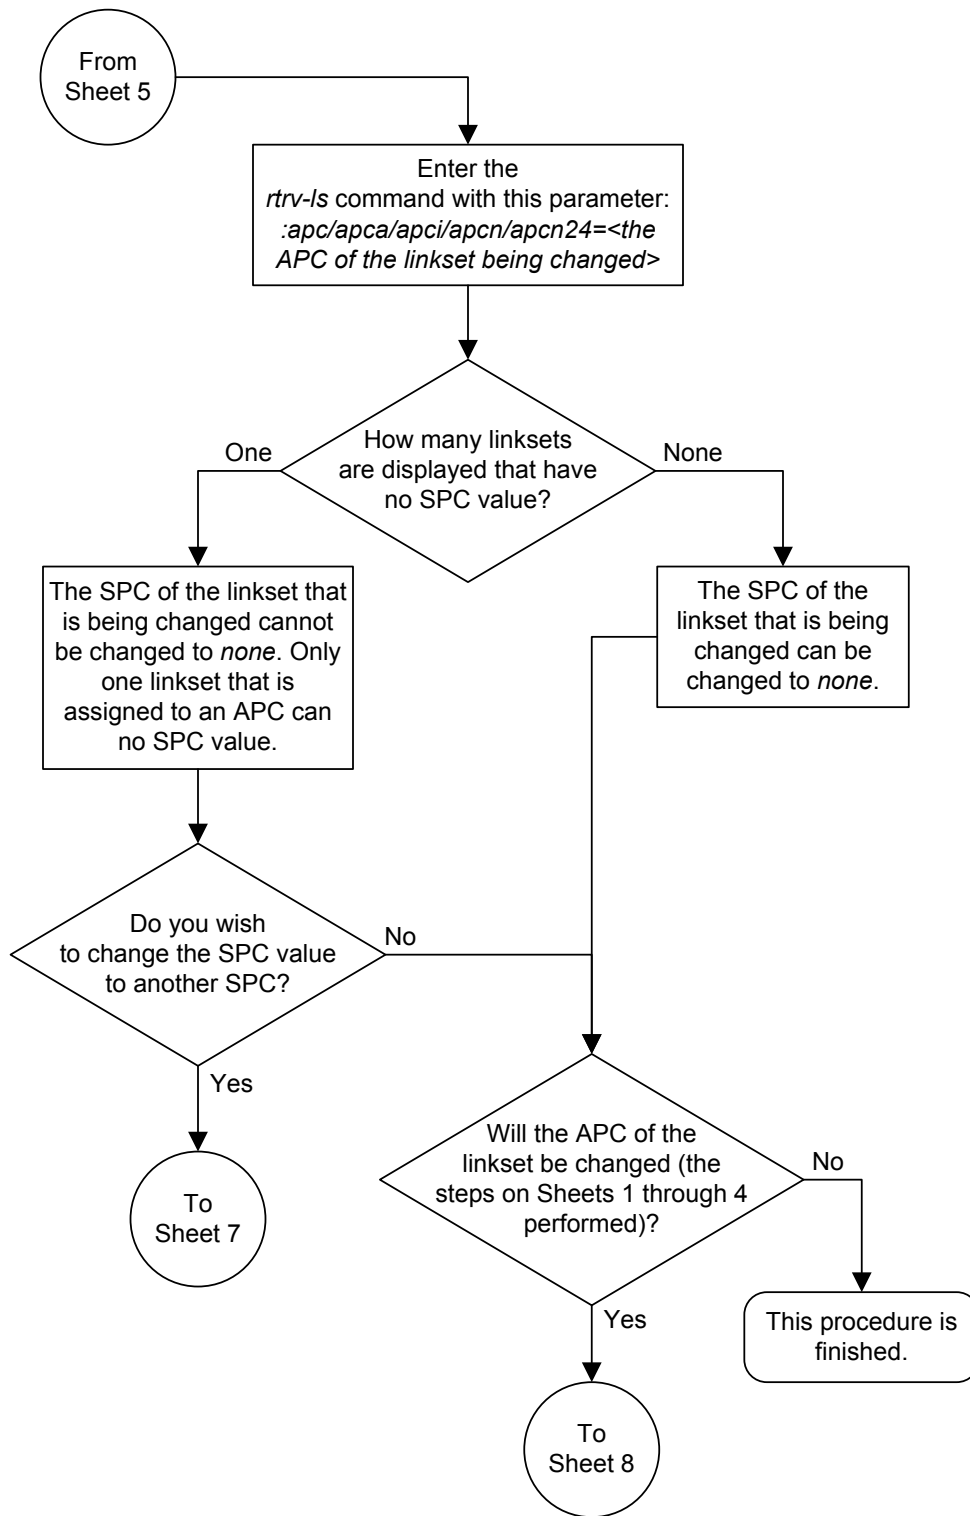 From
Sheet 5
Enter the
rtrv-ls command with this parameter:
:apc/apca/apci/apcn/apcn24=<the
APC of the linkset being changed>
How many linksets
are displayed that have
no SPC value?
One
None
The SPC of the linkset that
is being changed cannot
be changed to none. Only
one linkset that is
assigned to an APC can
no SPC value.
The SPC of the
linkset that is being
changed can be
changed to none.
Do you wish
to change the SPC value
to another SPC?
No
Yes
To
Sheet 7
Will the APC of the
linkset be changed (the
steps on Sheets 1 through 4
performed)?
No
Yes
This procedure is
finished.
To
Sheet 8